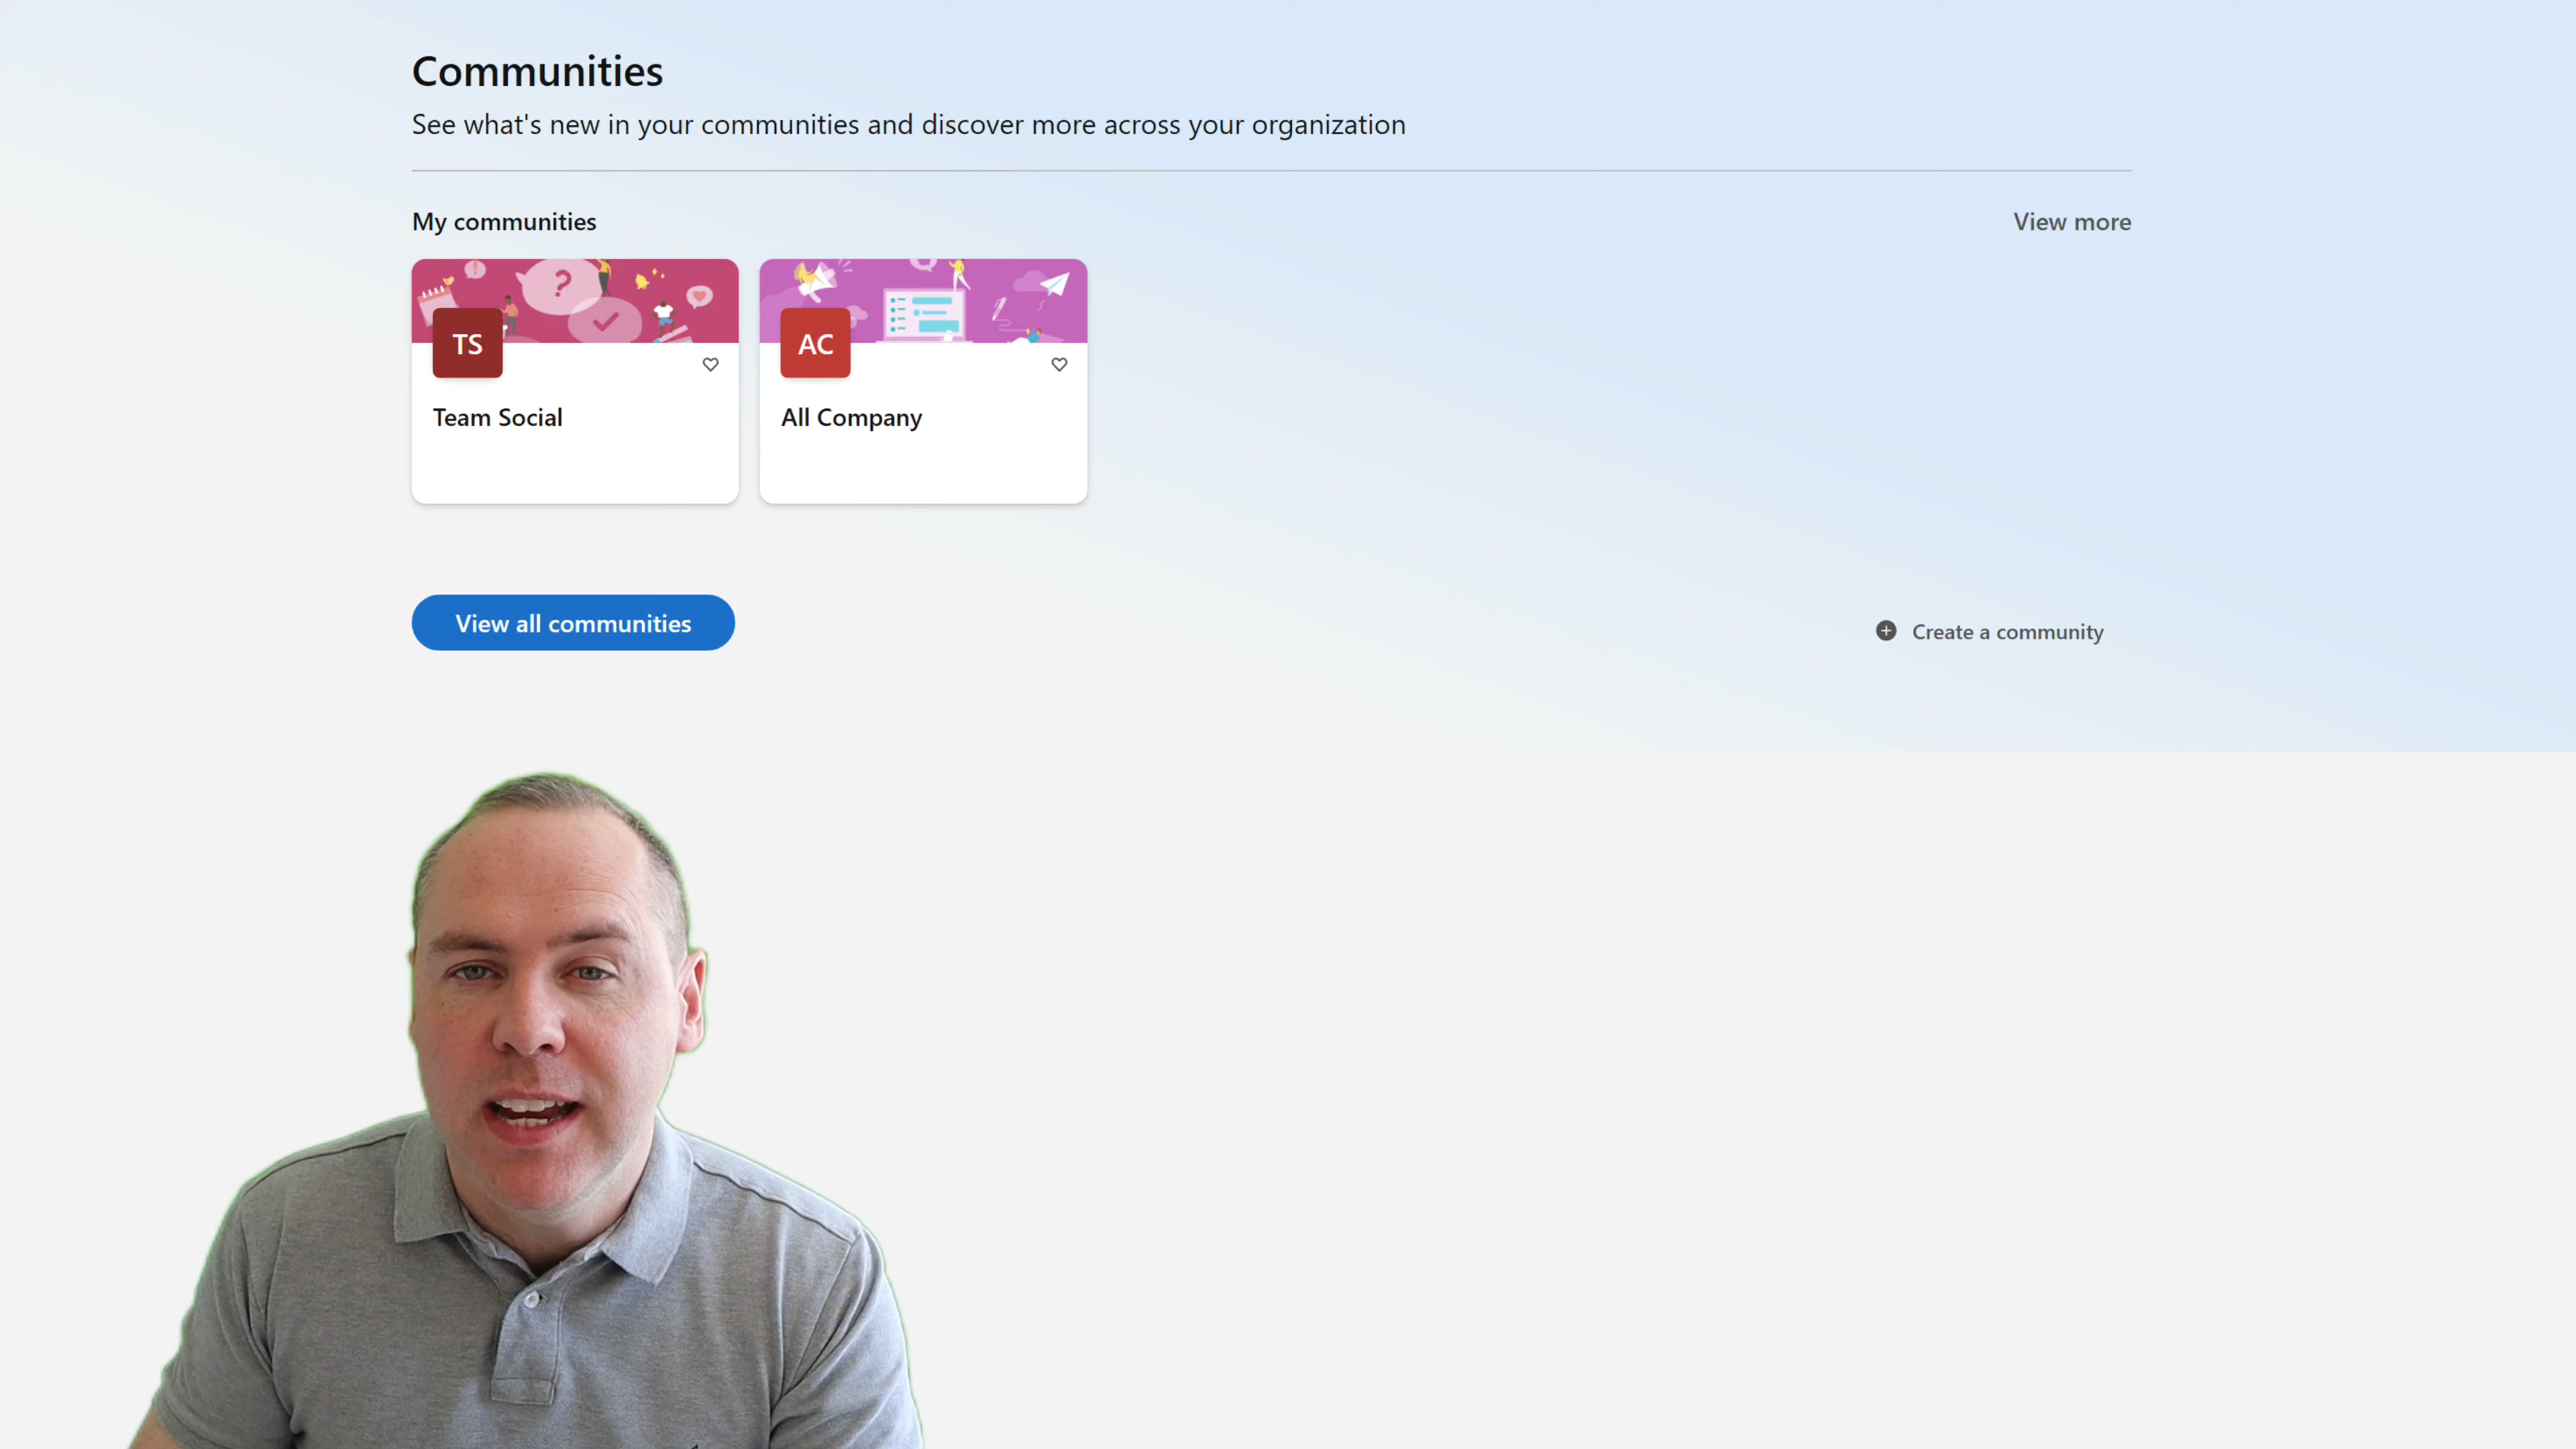 Communities
See what's new in your communities and discover more across your organization
My communities
View more
TS
AC
Team Social
All Company
View all communities
Create a community